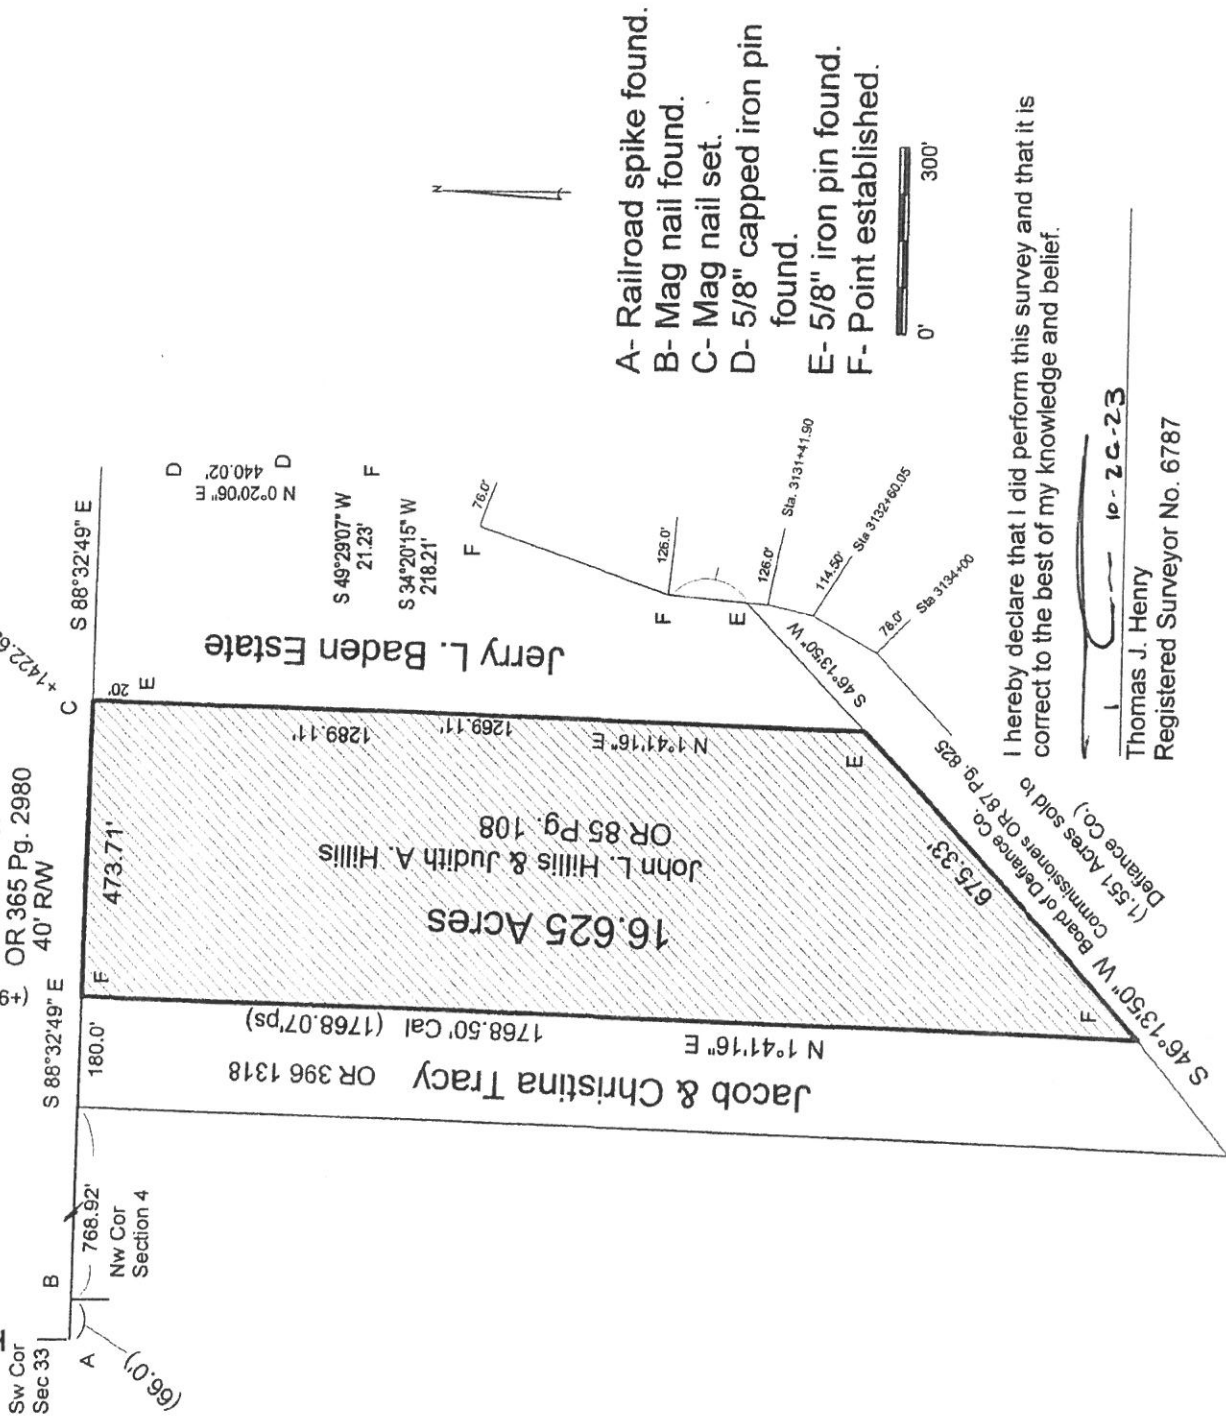 Sw Cor
Sec 33
A
B
(66.0')
768.92'
Nw Cor
Section 4
S 88°32'49" E
180.0'
OR 365 Pg. 2980
40' R/W
473.71'
F
C
S 88°32'49" E
20'
E
Jacob & Christina Tracy OR 396 1318
N 1°41'16" E
1768.50' Cal (1768.07'ps)
16.625 Acres
John L. Hillis & Judith A. Hillis
OR 85 Pg. 108
1289.11'
1269.11'
N 1°41'16" E
Jerry L. Baden Estate
D
N 0°20'06" E
440.02'
D
S 49°29'07" W
21.23'
F
S 34°20'15" W
218.21'
F
76.0'
F
126.0'
E
126.0'
Sta. 3131+41.90
114.50'
Sta 3132+60.05
78.0'
Sta 3134+00
S 46°13'50" W
E
675.33'
F
S 46°13'50" W
Board of Defiance Co.
Commissioners OR 87 Pg. 825
(1.551 Acres sold to
Defiance Co.)
N
A- Railroad spike found.
B- Mag nail found.
C- Mag nail set.
D- 5/8" capped iron pin
found.
E- 5/8" iron pin found.
F- Point established.
0'
300'
I hereby declare that I did perform this survey and that it is
correct to the best of my knowledge and belief.
10-26-23
Thomas J. Henry
Registered Surveyor No. 6787